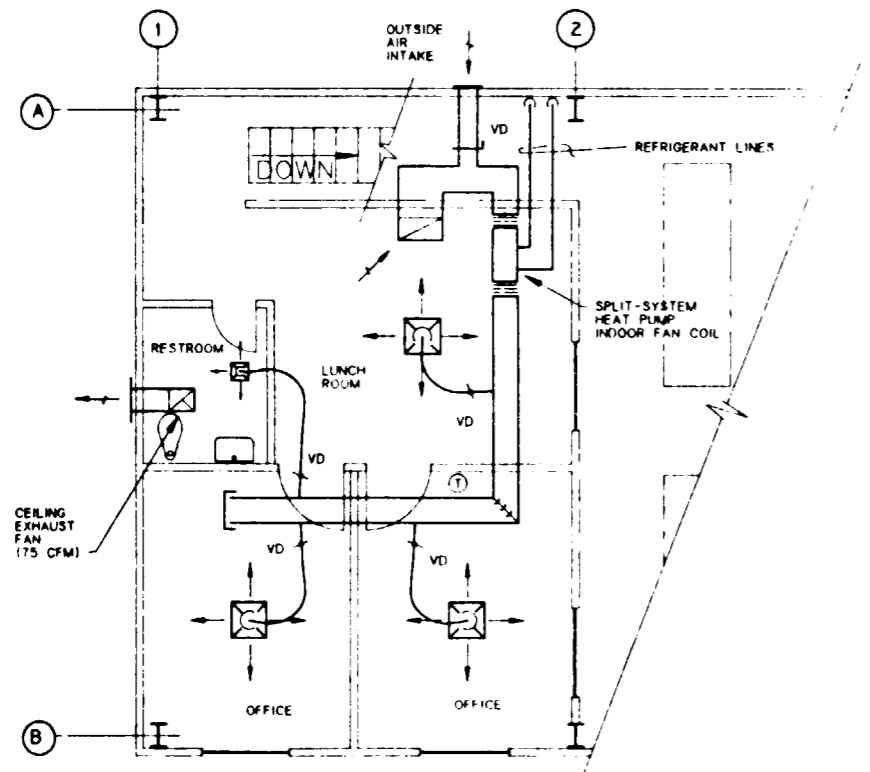 1
OUTSIDE
AIR
INTAKE
2
A
VD
REFRIGERANT LINES
DOWN
SPLIT-SYSTEM
HEAT PUMP
INDOOR FAN COIL
RESTROOM
LUNCH
ROOM
VD
VD
T
CEILING
EXHAUST
FAN
(75 CFM)
VD
VD
OFFICE
OFFICE
B